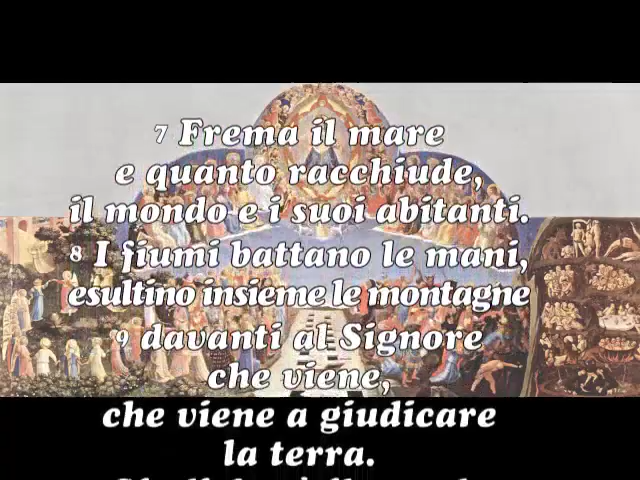 7 Frema il mare
e quanto racchiude,
il mondo e i suoi abitanti.
8 I fiumi battano le mani,
esultino insieme le montagne
9 davanti al Signore
che viene,
che viene a giudicare
la terra.